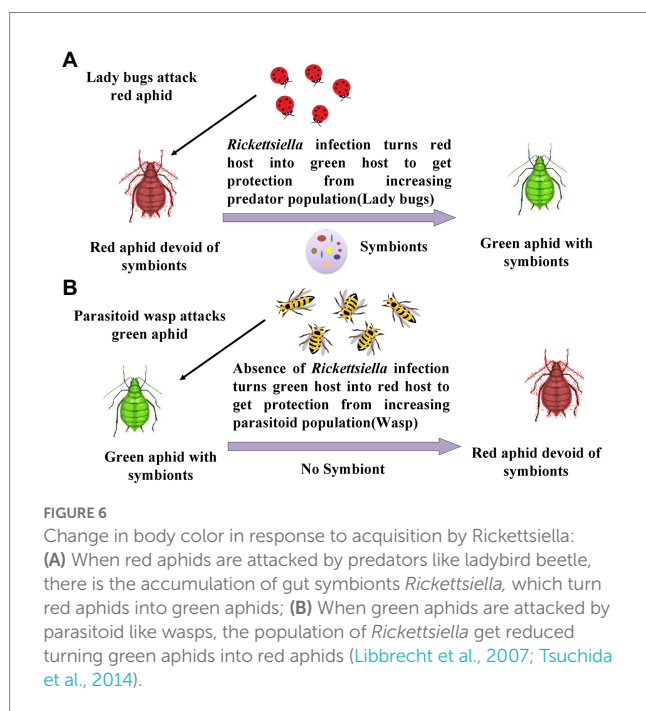 A
Lady bugs attack
red aphid
Rickettsiella infection turns red
host into green host to get
protection from increasing
predator population(Lady bugs)
Red aphid devoid of
symbionts
Symbionts
Green aphid with
symbionts
B
Parasitoid wasp attacks
green aphid
Absence of Rickettsiella infection
turns green host into red host to
get protection from increasing
parasitoid population(Wasp)
Green aphid with
symbionts
No Symbiont
Red aphid devoid of
symbionts
FIGURE 6
Change in body color in response to acquisition by Rickettsiella:
(A) When red aphids are attacked by predators like ladybird beetle,
there is the accumulation of gut symbionts Rickettsiella, which turn
red aphids into green aphids; (B) When green aphids are attacked by
parasitoid like wasps, the population of Rickettsiella get reduced
turning green aphids into red aphids (Libbrecht et al., 2007; Tsuchida
et al., 2014).